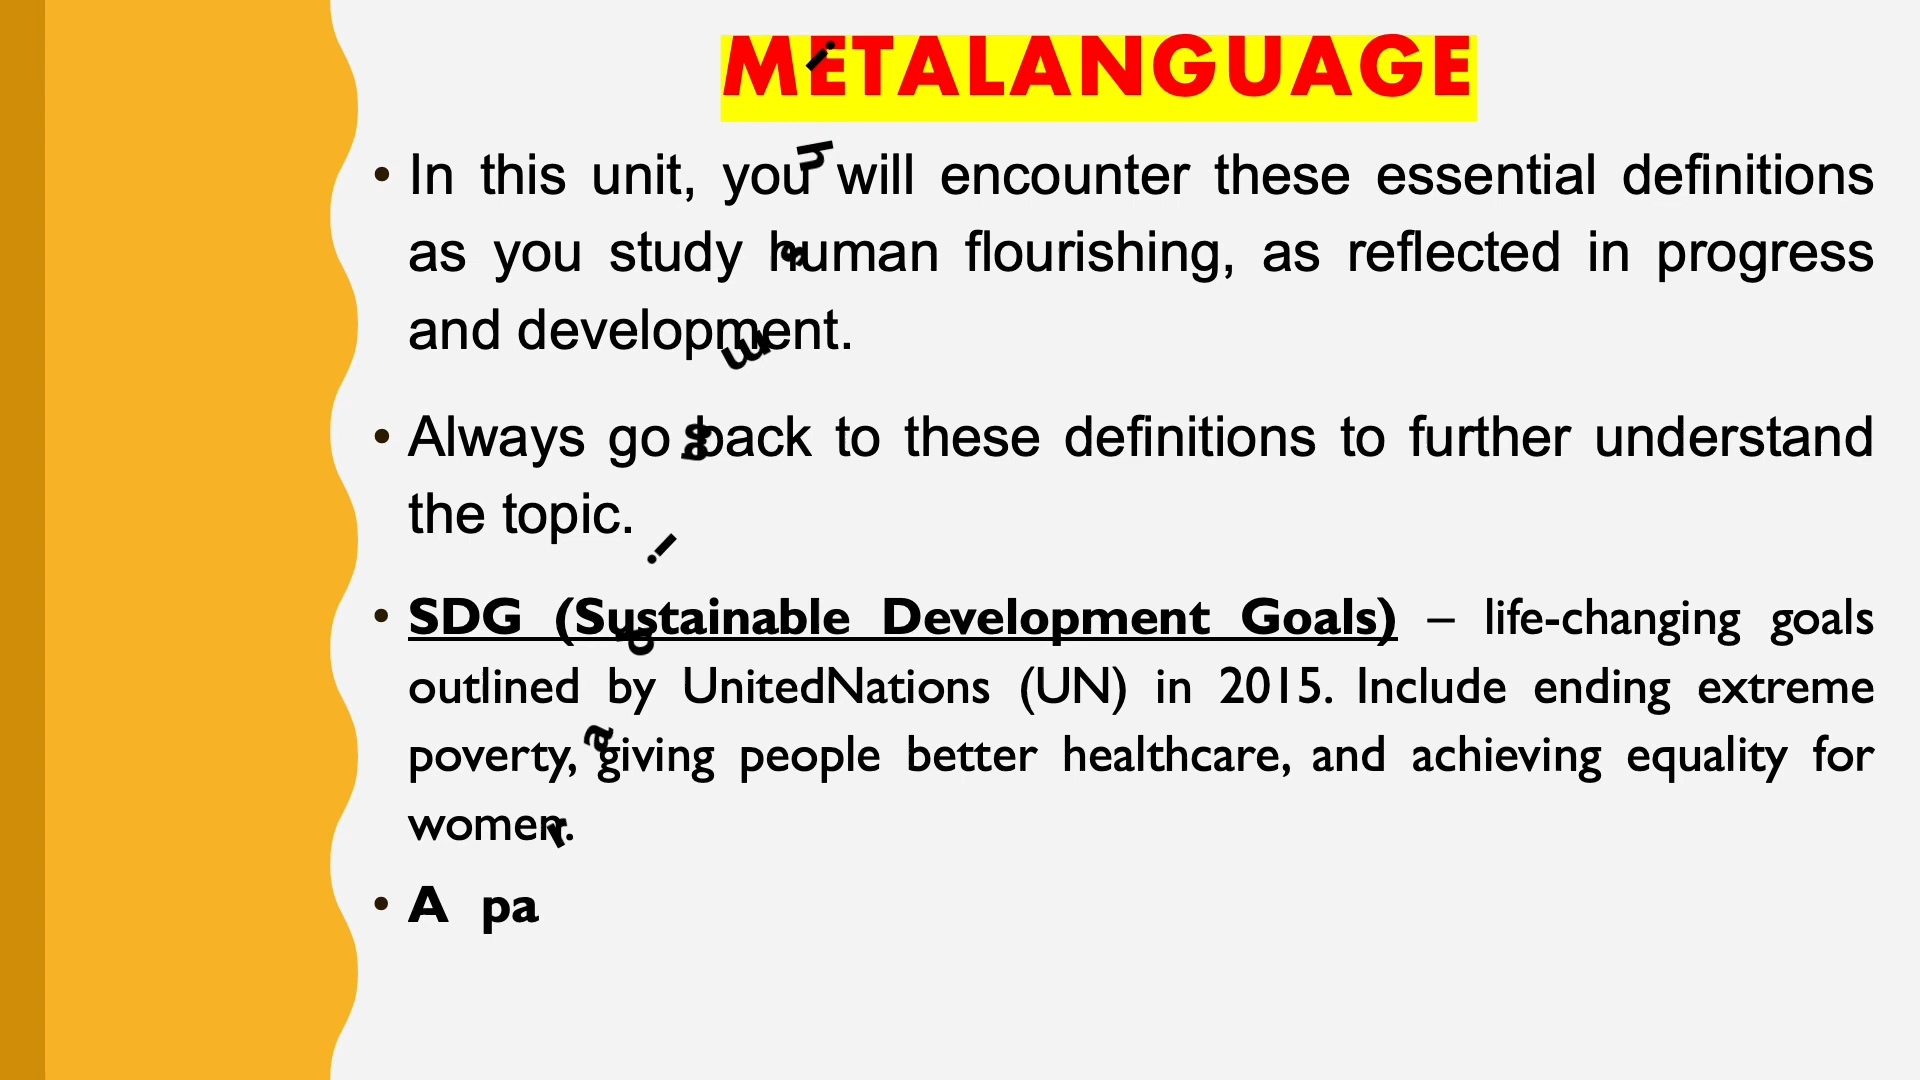 METALANGUAGE
• In this unit, you will encounter these essential definitions
as you study human flourishing, as reflected in progress
and development.
• Always go back to these definitions to further understand
the topic.
• SDG (Sustainable Development Goals) – life-changing goals
outlined by UnitedNations (UN) in 2015. Include ending extreme
poverty, giving people better healthcare, and achieving equality for
women.
• A pa